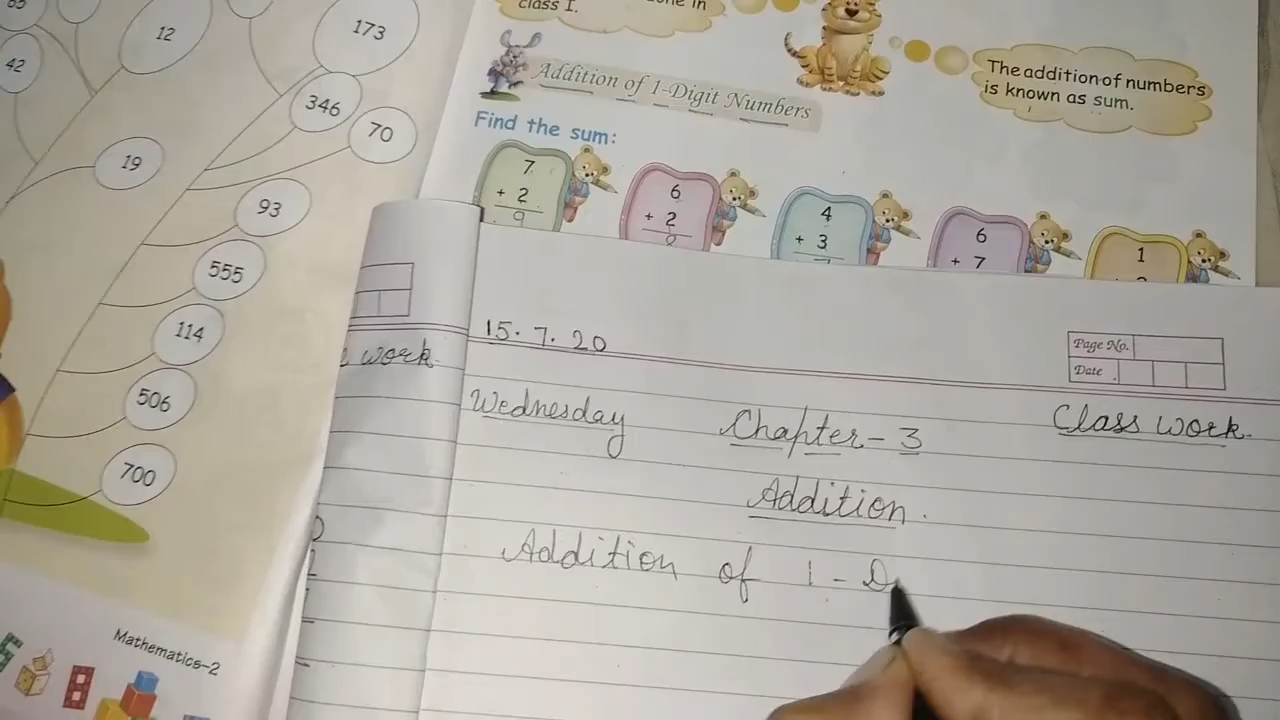 12
173
42
346
70
19
93
555
114
506
700
Mathematics-2
class I.
in
The addition of numbers
is known as sum.
Addition of 1-Digit Numbers
Find the sum:
7
+ 2
9
6
+ 2
4
+ 3
6
+ 7
1
work.
15. 7. 20
Page No.
Date
Wednesday Chapter - 3 Class work.
Addition.
Addition of 1 - D